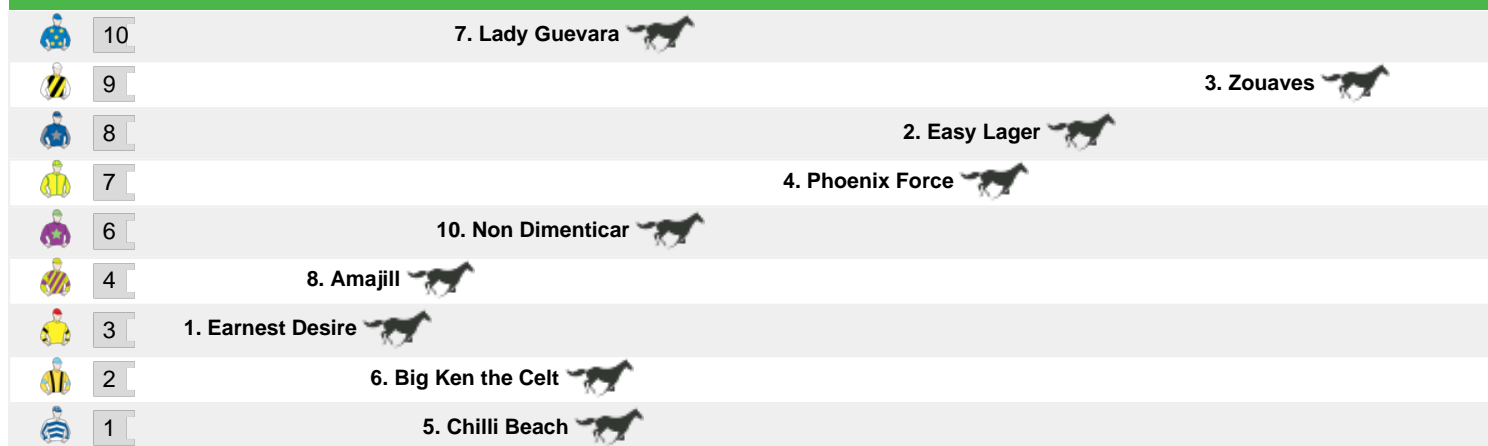 10 7. Lady Guevara
9 3. Zouaves
8 2. Easy Lager
7 4. Phoenix Force
6 10. Non Dimenticar
4 8. Amajill
3 1. Earnest Desire
2 6. Big Ken the Celt
1 5. Chilli Beach